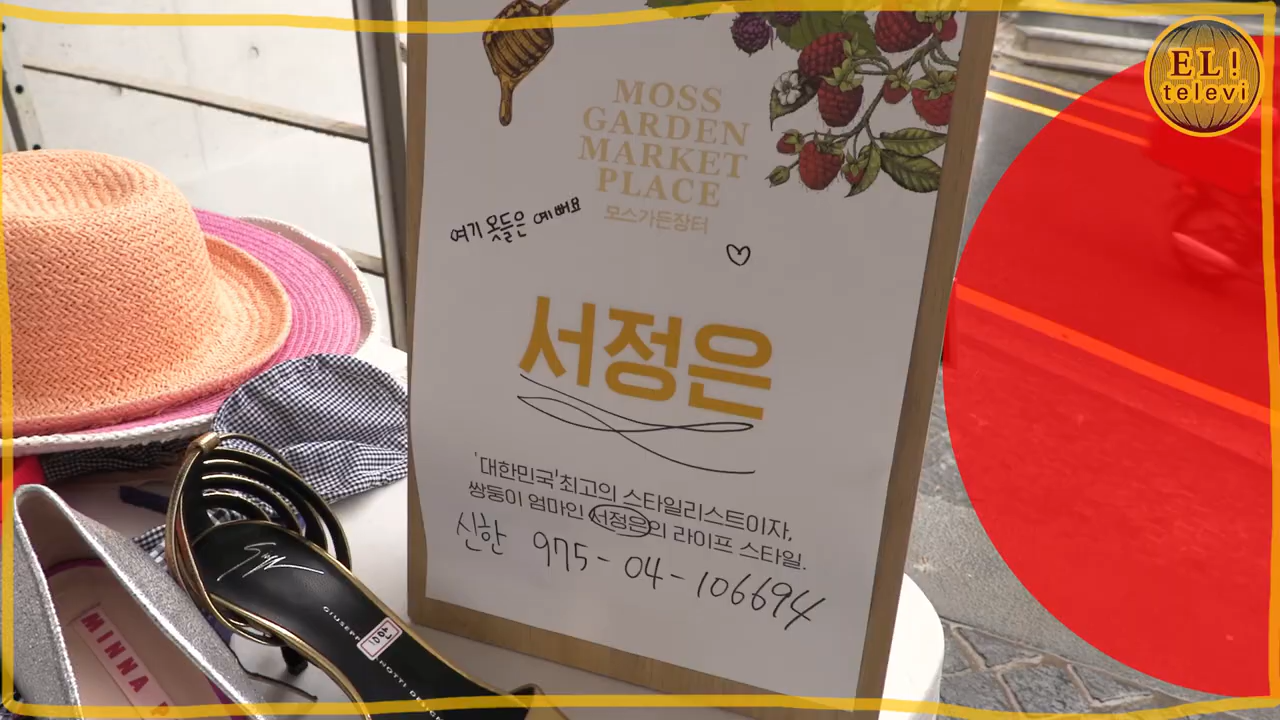 EL!
televi
MOSS
GARDEN
MARKET
PLACE
모스가든장터
여기 옷들은 예뻐요
서정은
'대한민국'최고의 스타일리스트이자,
쌍둥이 엄마인 서정은의 라이프 스타일.
신한 975-04-106694
10만
MINNA P